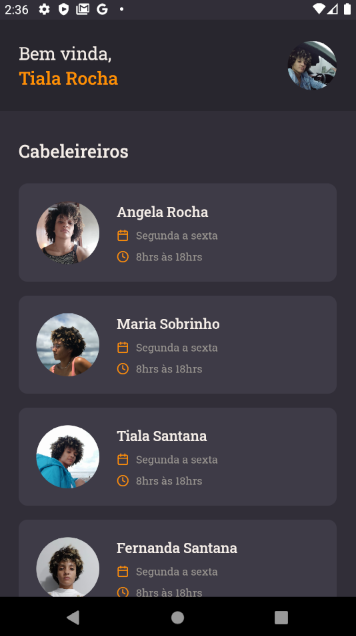 2:36
Bem vinda,
Tiala Rocha
Cabeleireiros
Angela Rocha
Segunda a sexta
8hrs às 18hrs
Maria Sobrinho
Segunda a sexta
8hrs às 18hrs
Tiala Santana
Segunda a sexta
8hrs às 18hrs
Fernanda Santana
Segunda a sexta
8hrs às 18hrs